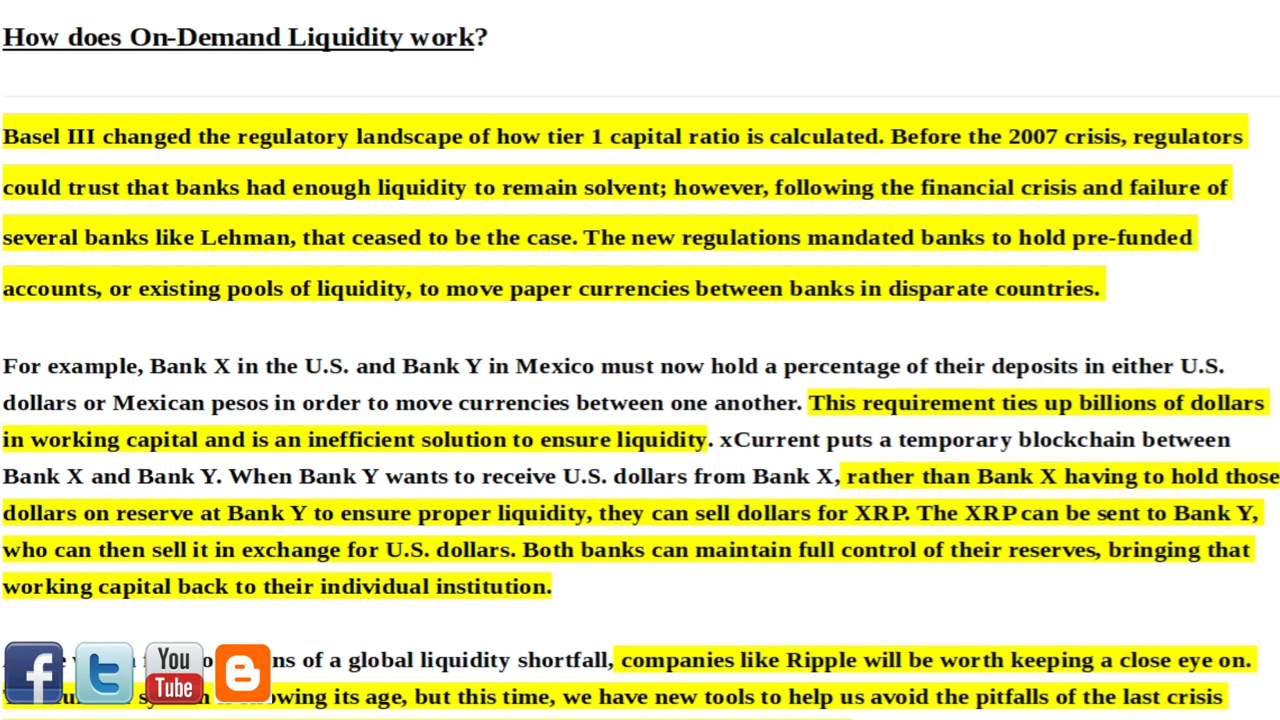 How does On-Demand Liquidity work?
Basel III changed the regulatory landscape of how tier 1 capital ratio is calculated. Before the 2007 crisis, regulators
could trust that banks had enough liquidity to remain solvent; however, following the financial crisis and failure of
several banks like Lehman, that ceased to be the case. The new regulations mandated banks to hold pre-funded
accounts, or existing pools of liquidity, to move paper currencies between banks in disparate countries.
For example, Bank X in the U.S. and Bank Y in Mexico must now hold a percentage of their deposits in either U.S.
dollars or Mexican pesos in order to move currencies between one another. This requirement ties up billions of dollars
in working capital and is an inefficient solution to ensure liquidity. xCurrent puts a temporary blockchain between
Bank X and Bank Y. When Bank Y wants to receive U.S. dollars from Bank X, rather than Bank X having to hold those
dollars on reserve at Bank Y to ensure proper liquidity, they can sell dollars for XRP. The XRP can be sent to Bank Y,
who can then sell it in exchange for U.S. dollars. Both banks can maintain full control of their reserves, bringing that
working capital back to their individual institution.
of a global liquidity shortfall, companies like Ripple will be worth keeping a close eye on.
its age, but this time, we have new tools to help us avoid the pitfalls of the last crisis
You
Tube